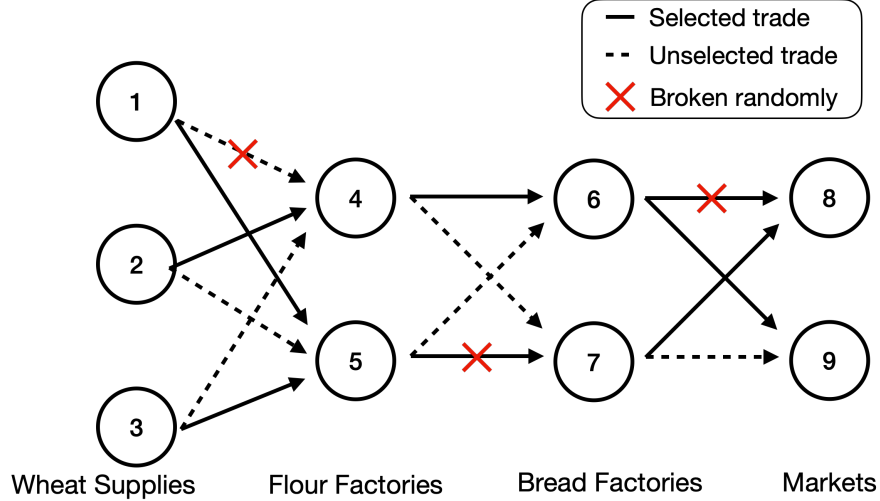 Selected trade
Unselected trade
Broken randomly
1
2
3
4
5
6
7
8
9
Wheat Supplies
Flour Factories
Bread Factories
Markets